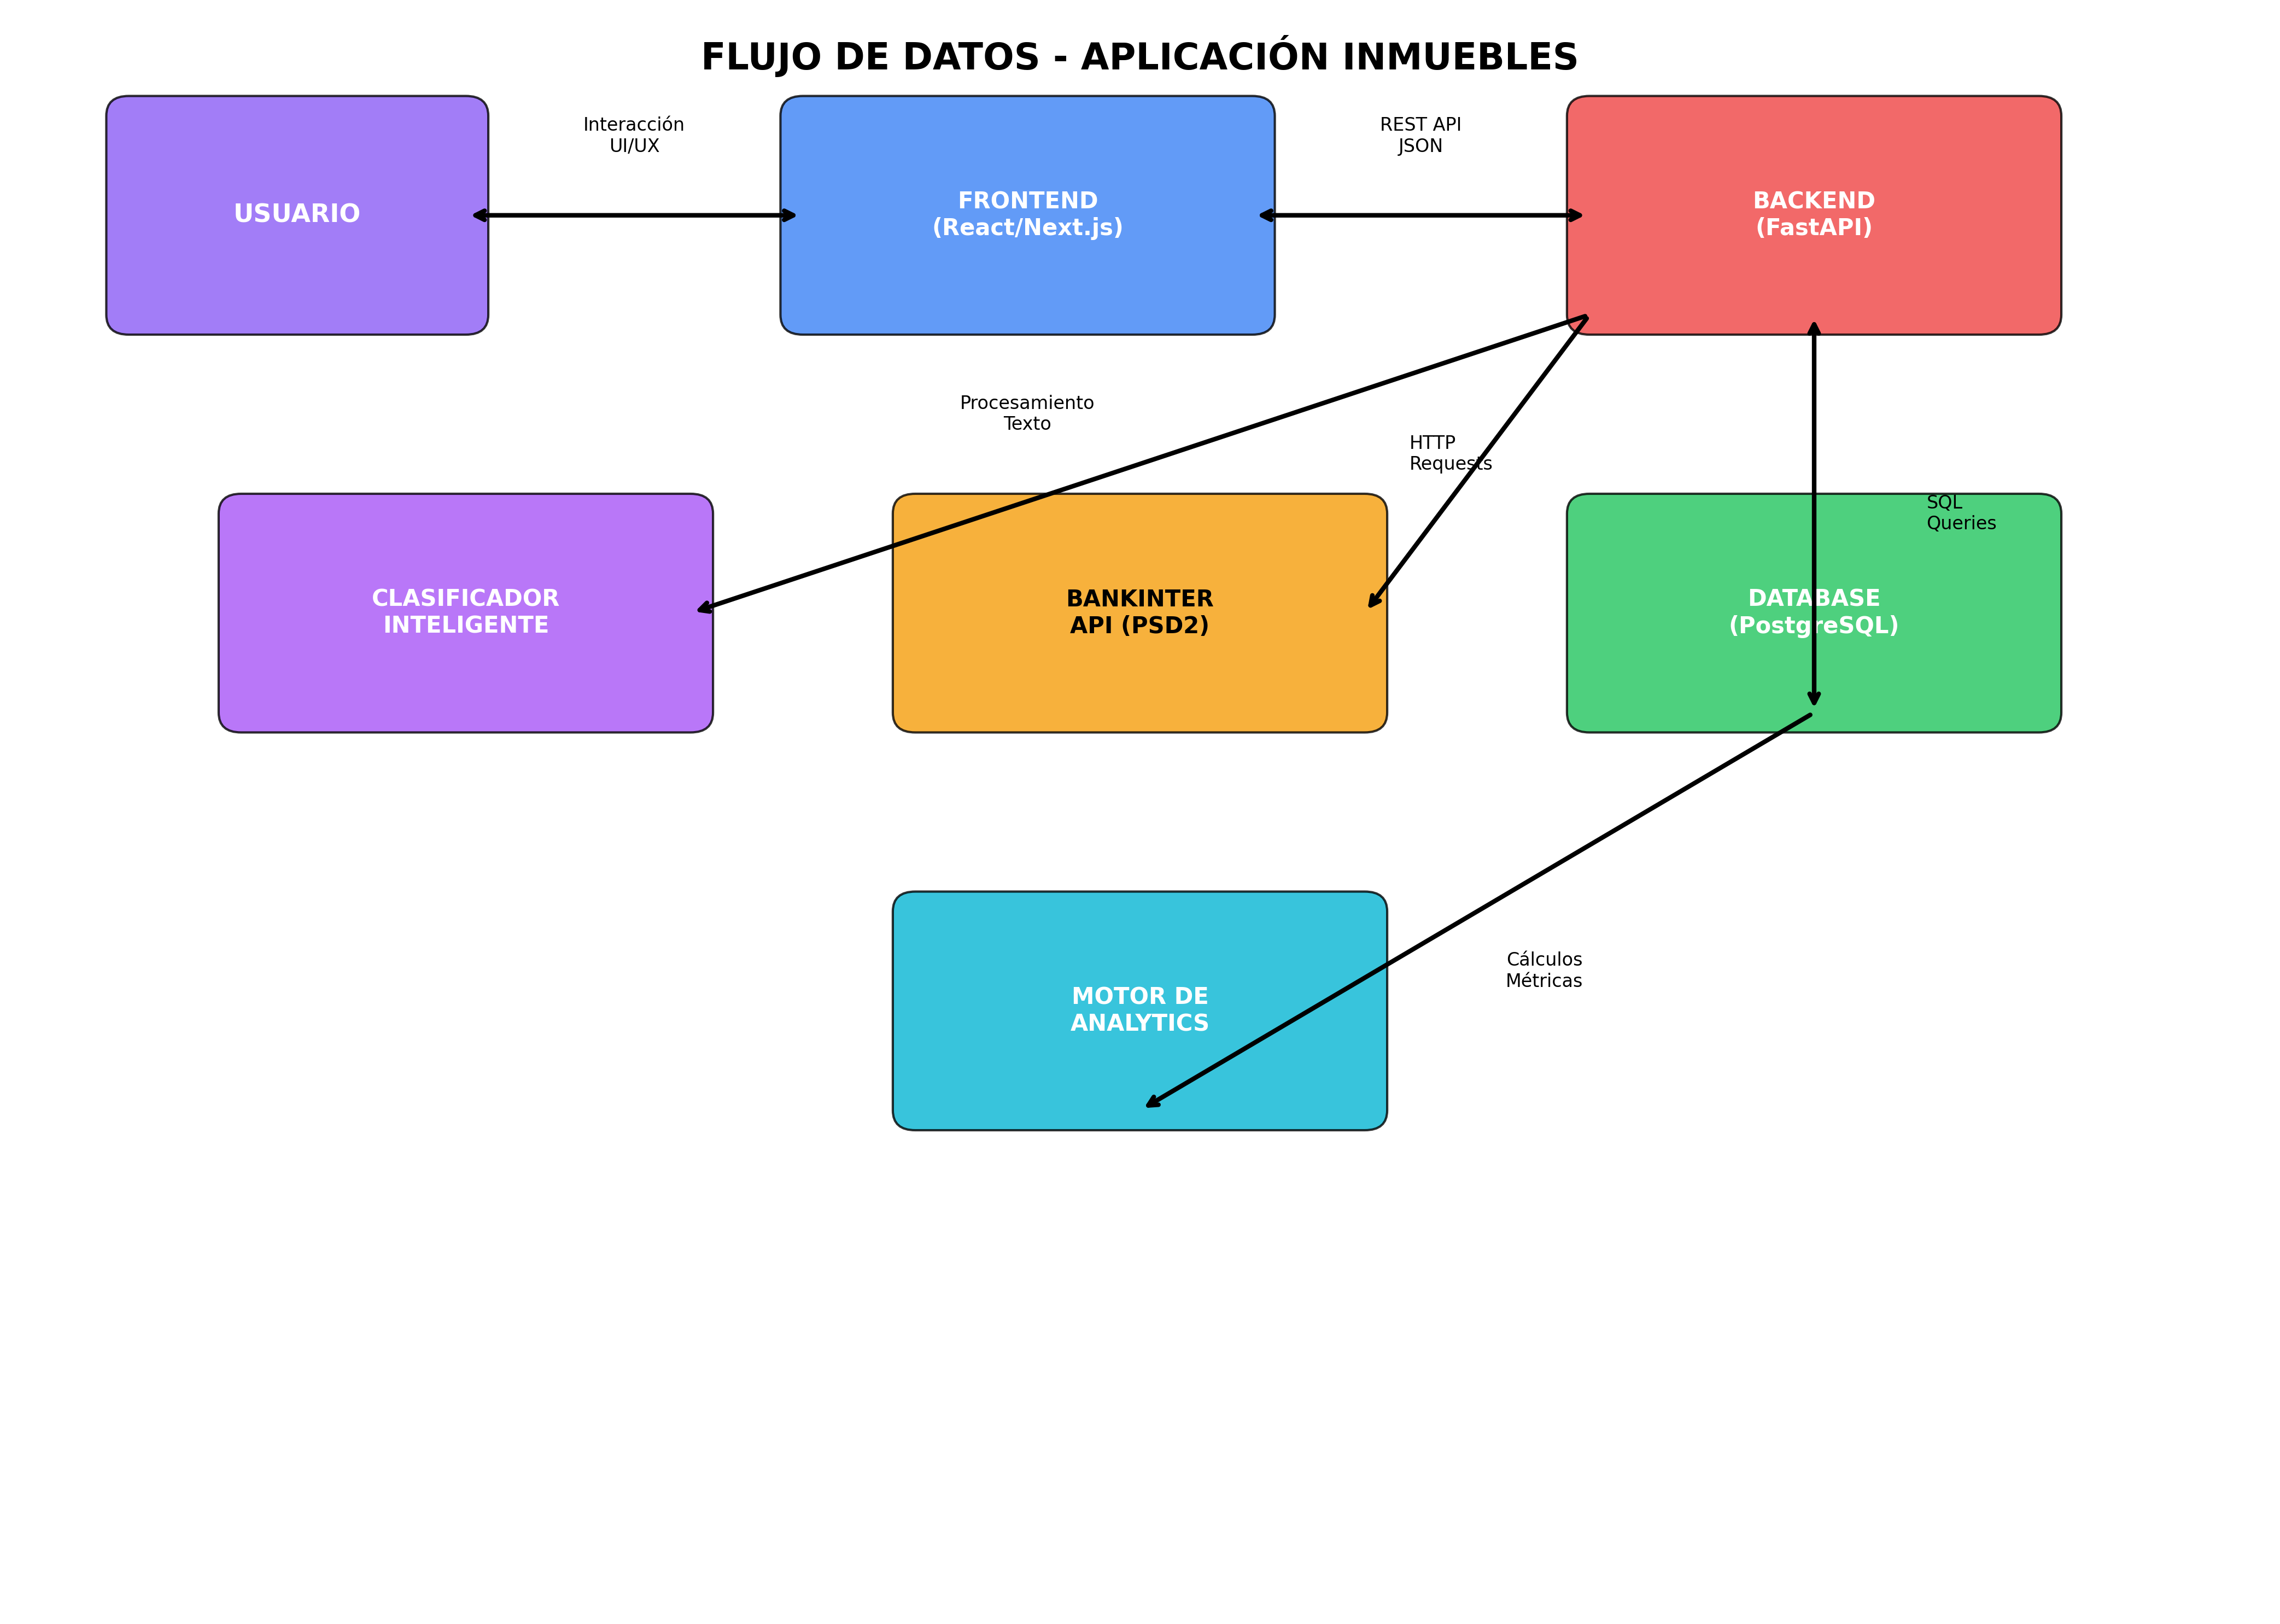 FLUJO DE DATOS - APLICACIÓN INMUEBLES
USUARIO
Interacción
UI/UX
FRONTEND
(React/Next.js)
REST API
JSON
BACKEND
(FastAPI)
Procesamiento
Texto
HTTP
Requests
SQL
Queries
CLASIFICADOR
INTELIGENTE
BANKINTER
API (PSD2)
DATABASE
(PostgreSQL)
MOTOR DE
ANALYTICS
Cálculos
Métricas